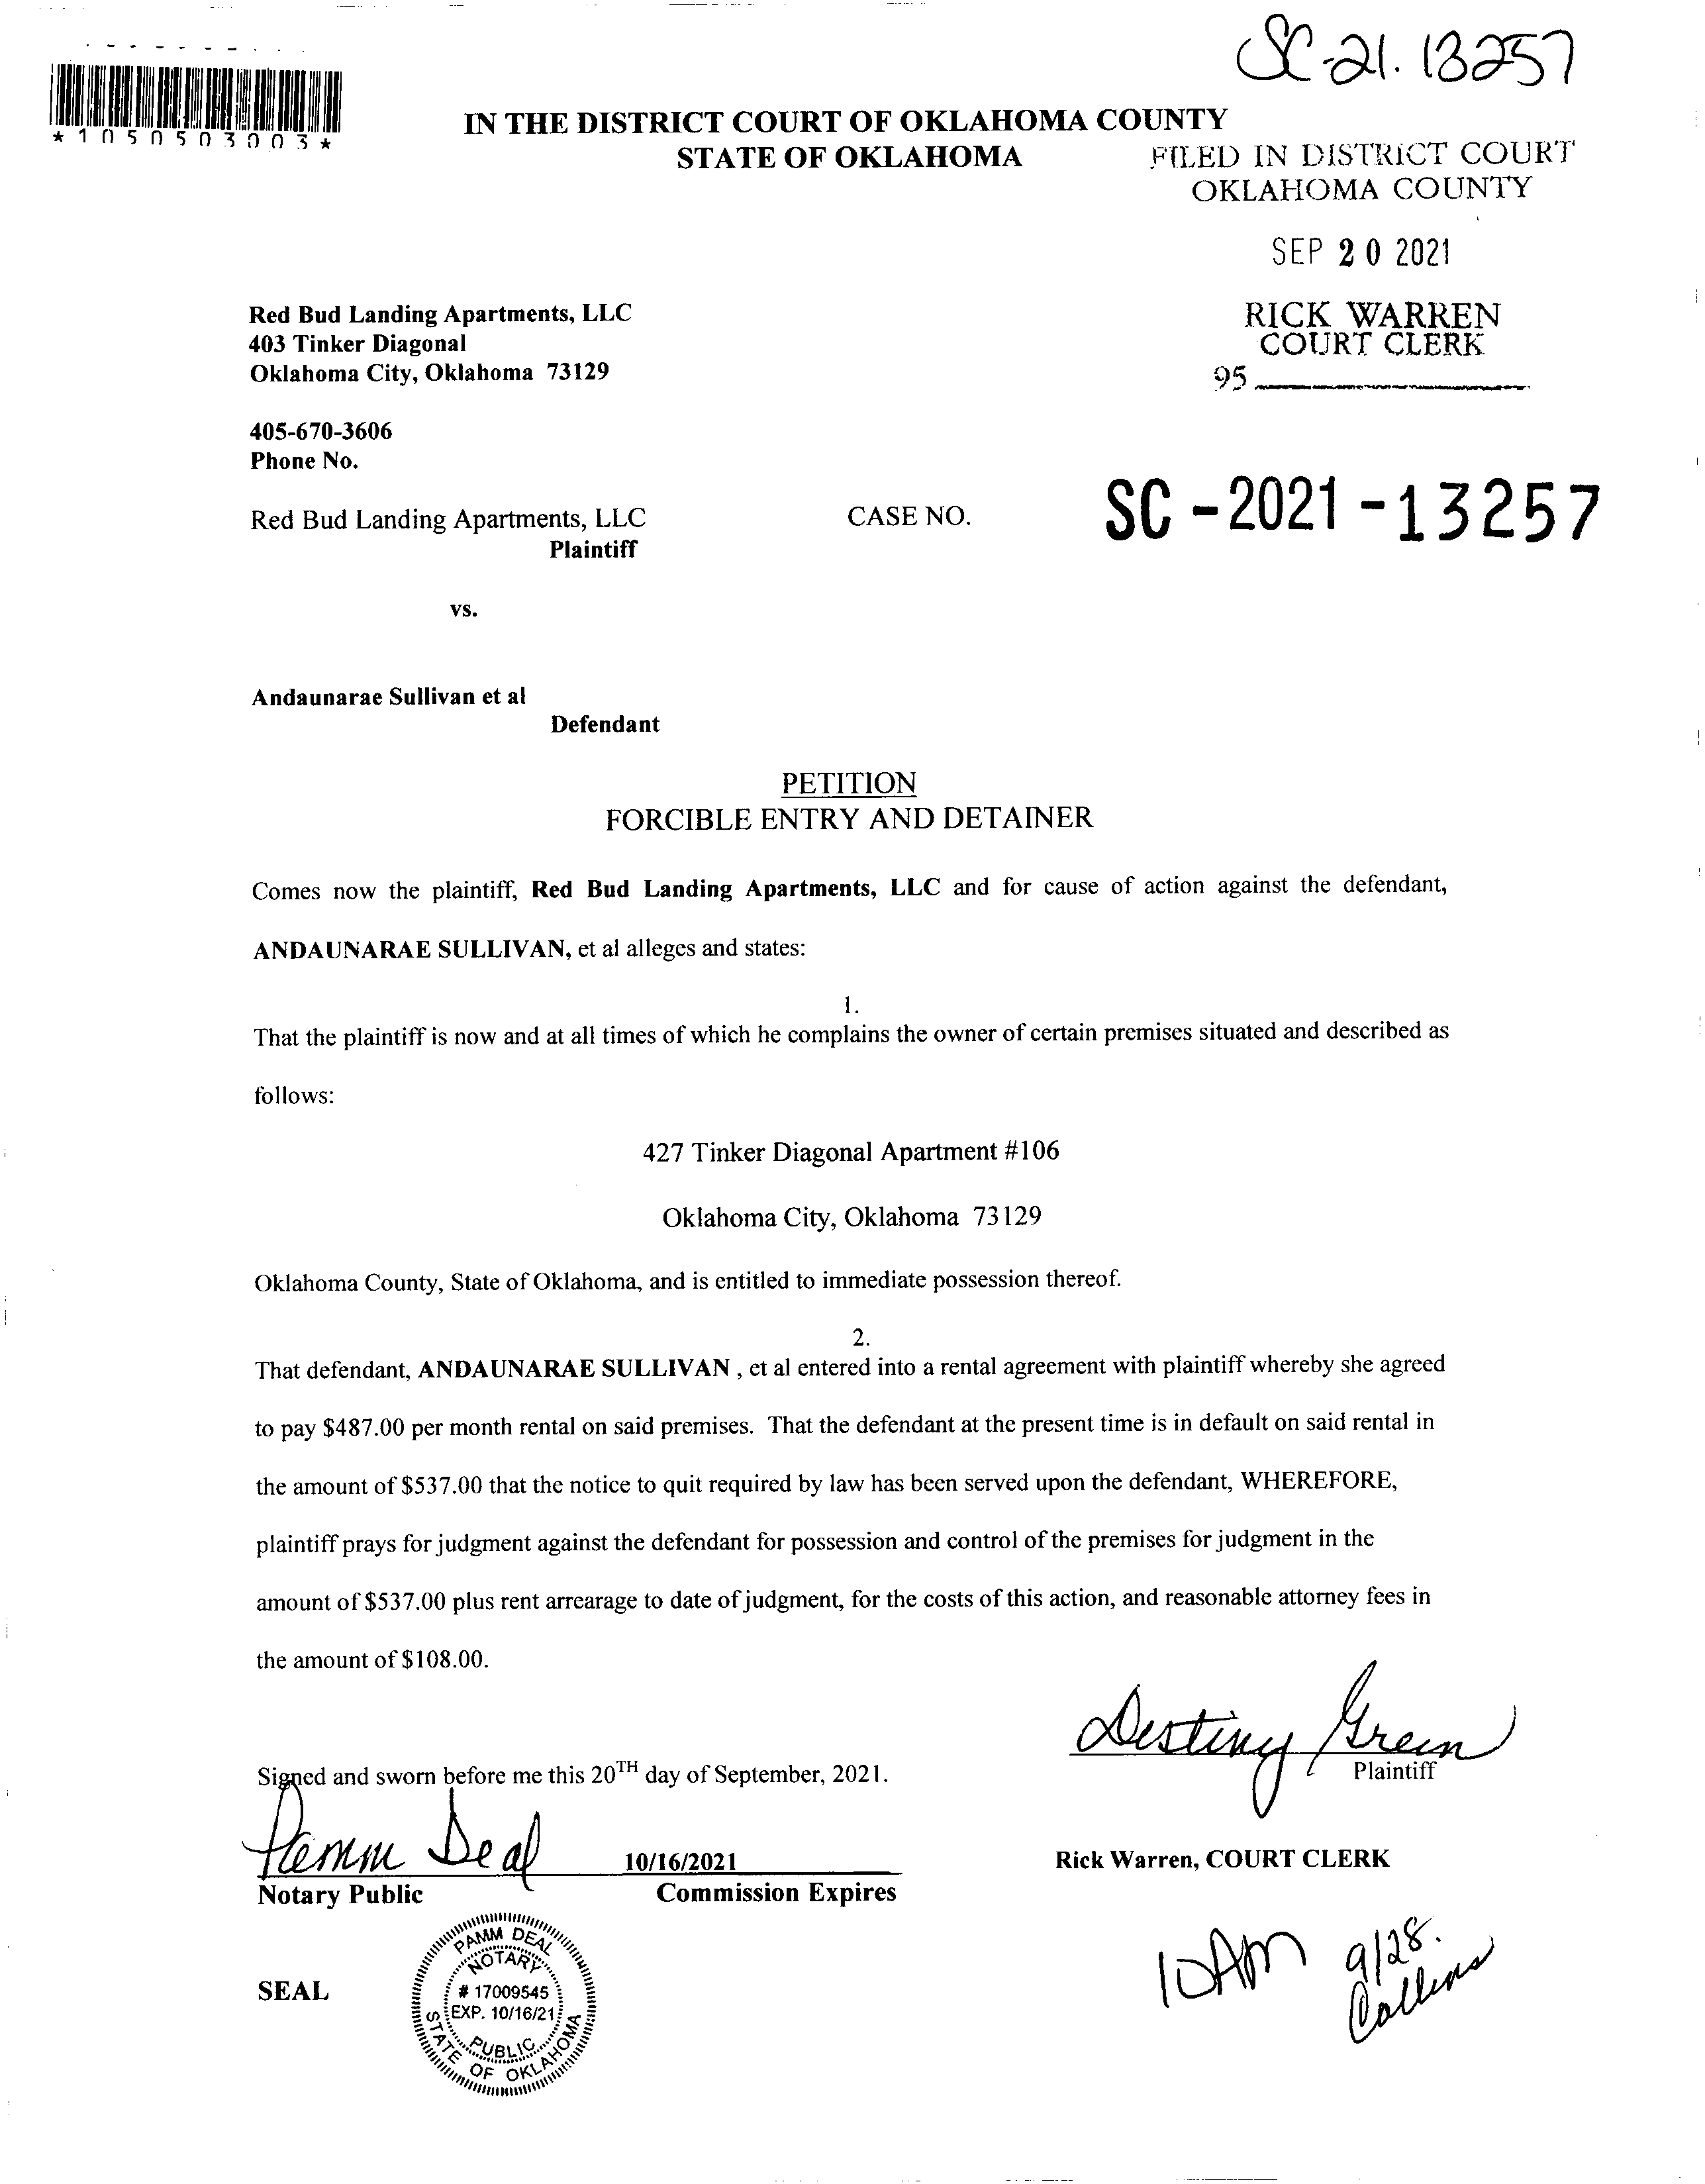 SC-21.13257
*1050503003*
IN THE DISTRICT COURT OF OKLAHOMA COUNTY
STATE OF OKLAHOMA
FILED IN DISTRICT COURT
OKLAHOMA COUNTY
SEP 20 2021
RICK WARREN
COURT CLERK
95
Red Bud Landing Apartments, LLC
403 Tinker Diagonal
Oklahoma City, Oklahoma 73129
405-670-3606
Phone No.
Red Bud Landing Apartments, LLC
Plaintiff
CASE NO.
SC-2021-13257
vs.
Andaunarae Sullivan et al
Defendant
PETITION
FORCIBLE ENTRY AND DETAINER
Comes now the plaintiff, Red Bud Landing Apartments, LLC and for cause of action against the defendant,
ANDAUNARAE SULLIVAN, et al alleges and states:
1.
That the plaintiff is now and at all times of which he complains the owner of certain premises situated and described as
follows:
427 Tinker Diagonal Apartment #106
Oklahoma City, Oklahoma 73129
Oklahoma County, State of Oklahoma, and is entitled to immediate possession thereof.
2.
That defendant, ANDAUNARAE SULLIVAN , et al entered into a rental agreement with plaintiff whereby she agreed
to pay $487.00 per month rental on said premises. That the defendant at the present time is in default on said rental in
the amount of $537.00 that the notice to quit required by law has been served upon the defendant, WHEREFORE,
plaintiff prays for judgment against the defendant for possession and control of the premises for judgment in the
amount of $537.00 plus rent arrearage to date of judgment, for the costs of this action, and reasonable attorney fees in
the amount of $108.00.
Destiny Green
Plaintiff
Signed and sworn before me this 20TH day of September, 2021.
Pamm Deal
Notary Public
10/16/2021
Commission Expires
Rick Warren, COURT CLERK
SEAL
PAMM DEAL
NOTARY
# 17009545
EXP. 10/16/21
PUBLIC
STATE OF OKLAHOMA
10AM
9/28.
Collins